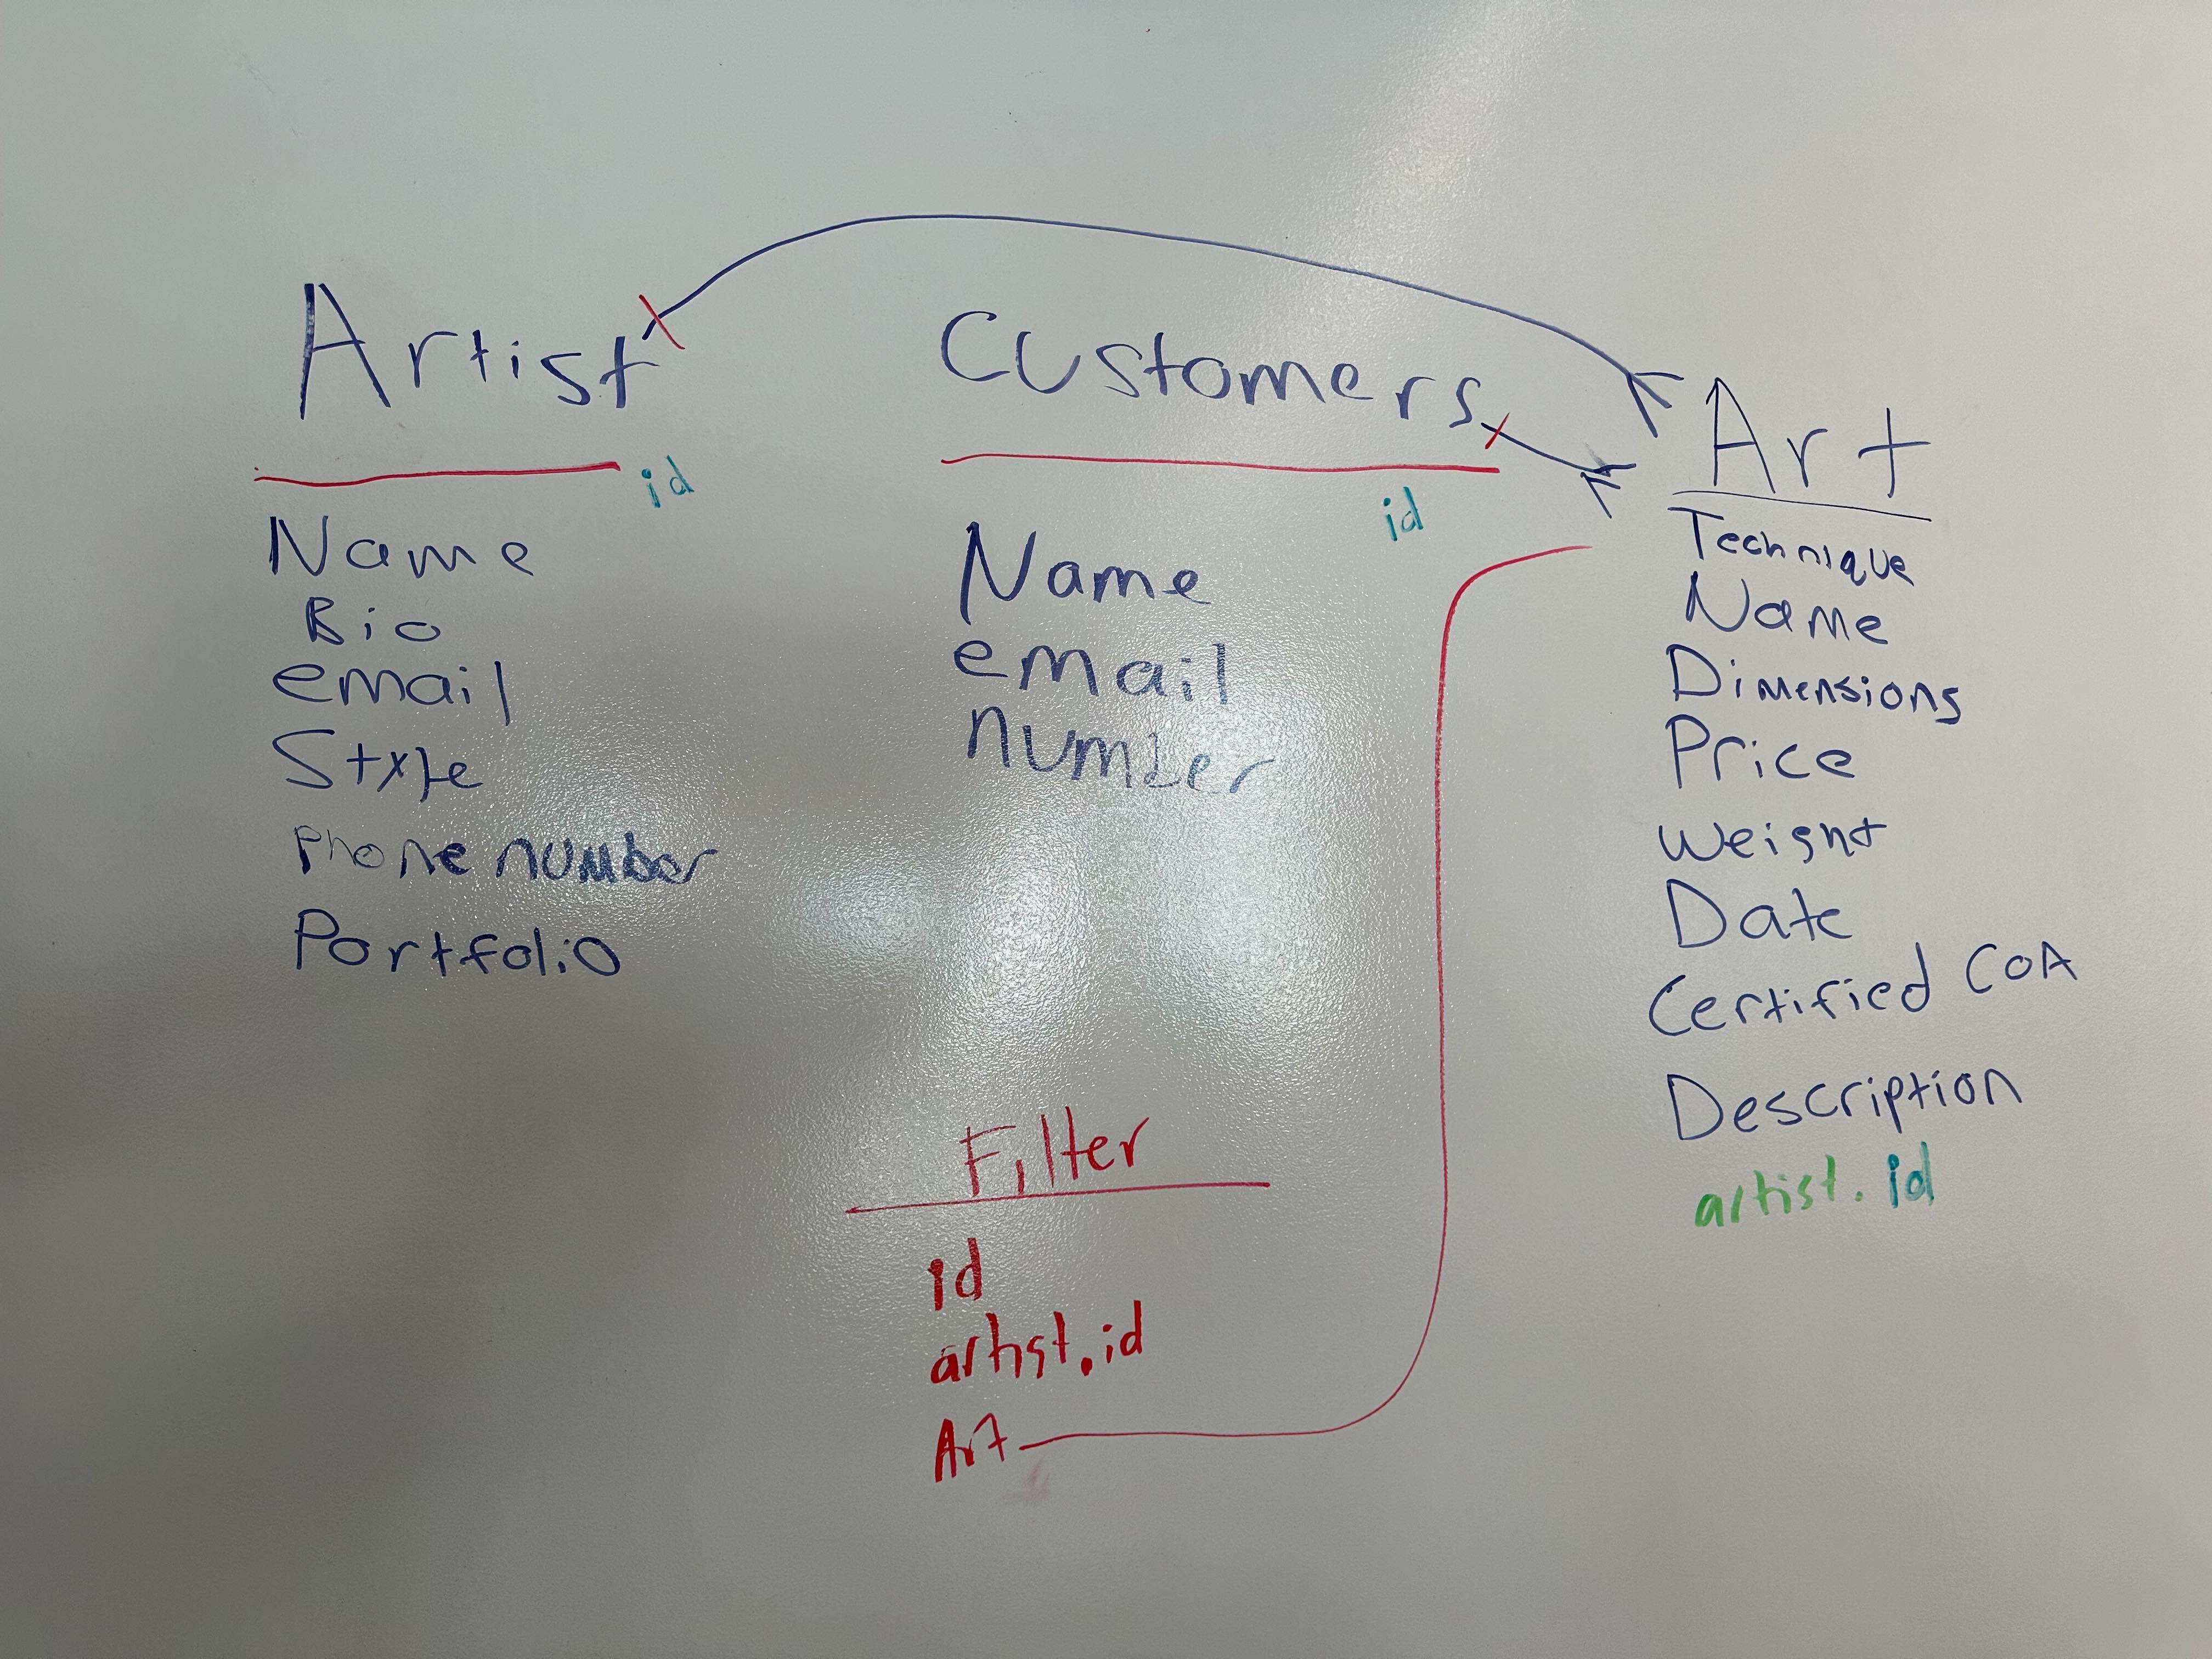 Artist
id
Name
Bio
email
Style
Phone number
Portfolio
Customers
id
Name
email
number
Art
Technique
Name
Dimensions
Price
Weight
Date
Certified COA
Description
artist.id
Filter
id
artist.id
Art